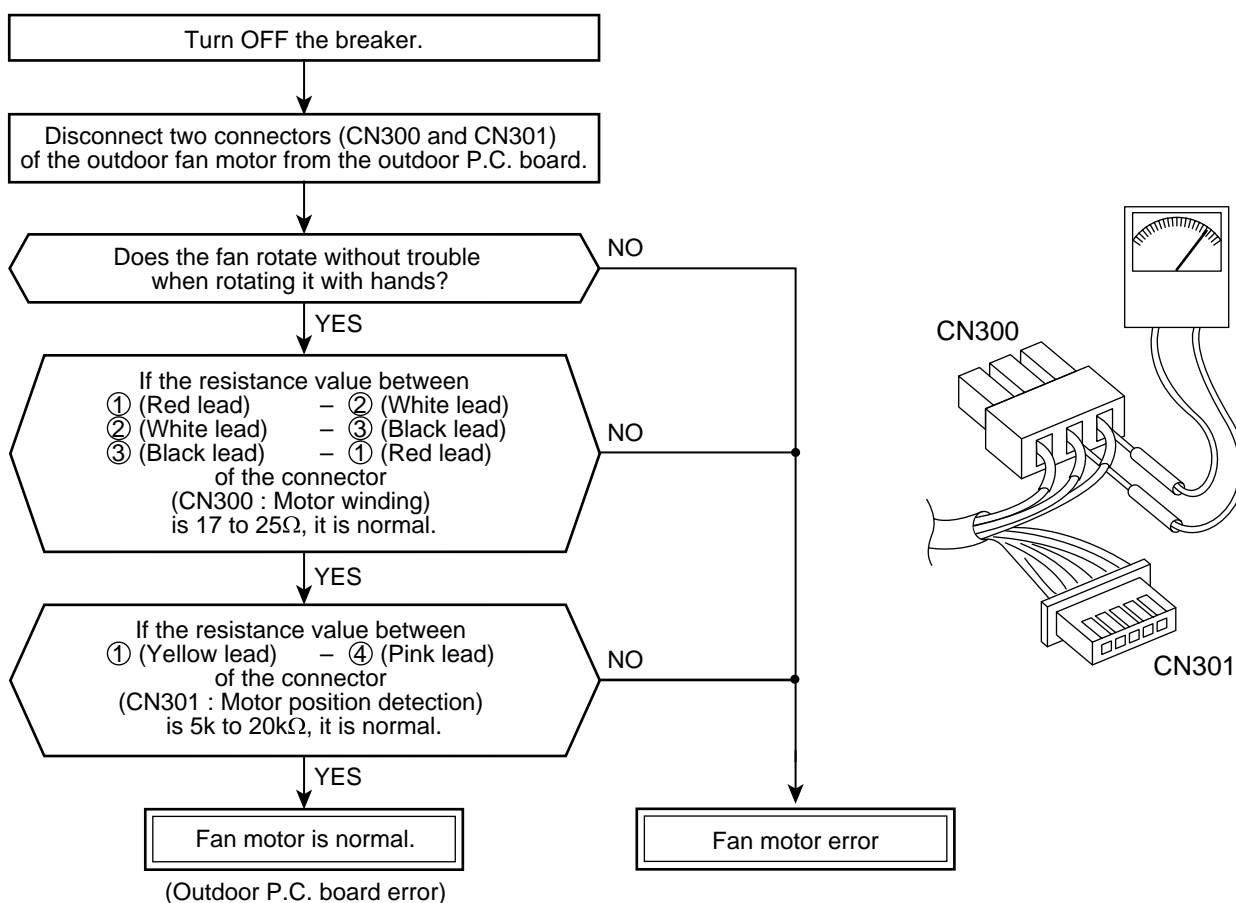 Turn OFF the breaker.
Disconnect two connectors (CN300 and CN301)
of the outdoor fan motor from the outdoor P.C. board.
Does the fan rotate without trouble
when rotating it with hands?
NO
YES
If the resistance value between
① (Red lead) – ② (White lead)
② (White lead) – ③ (Black lead)
③ (Black lead) – ① (Red lead)
of the connector
(CN300 : Motor winding)
is 17 to 25Ω, it is normal.
NO
YES
If the resistance value between
① (Yellow lead) – ④ (Pink lead)
of the connector
(CN301 : Motor position detection)
is 5k to 20kΩ, it is normal.
NO
YES
Fan motor is normal.
(Outdoor P.C. board error)
Fan motor error
CN300
CN301